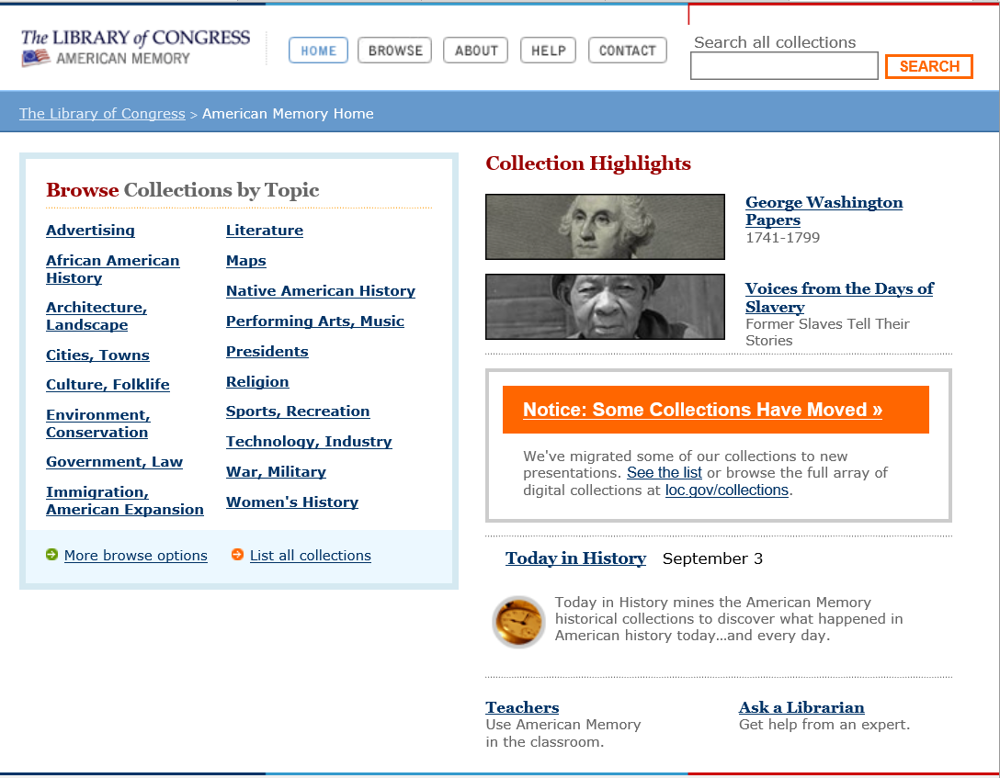 The LIBRARY of CONGRESS
AMERICAN MEMORY
HOME
BROWSE
ABOUT
HELP
CONTACT
Search all collections
SEARCH
The Library of Congress > American Memory Home
Browse Collections by Topic
Advertising
African American
History
Architecture,
Landscape
Cities, Towns
Culture, Folklife
Environment,
Conservation
Government, Law
Immigration,
American Expansion
Literature
Maps
Native American History
Performing Arts, Music
Presidents
Religion
Sports, Recreation
Technology, Industry
War, Military
Women's History
More browse options
List all collections
Collection Highlights
George Washington
Papers
1741-1799
Voices from the Days of
Slavery
Former Slaves Tell Their
Stories
Notice: Some Collections Have Moved »
We've migrated some of our collections to new
presentations. See the list or browse the full array of
digital collections at loc.gov/collections.
Today in History September 3
Today in History mines the American Memory
historical collections to discover what happened in
American history today...and every day.
Teachers
Use American Memory
in the classroom.
Ask a Librarian
Get help from an expert.